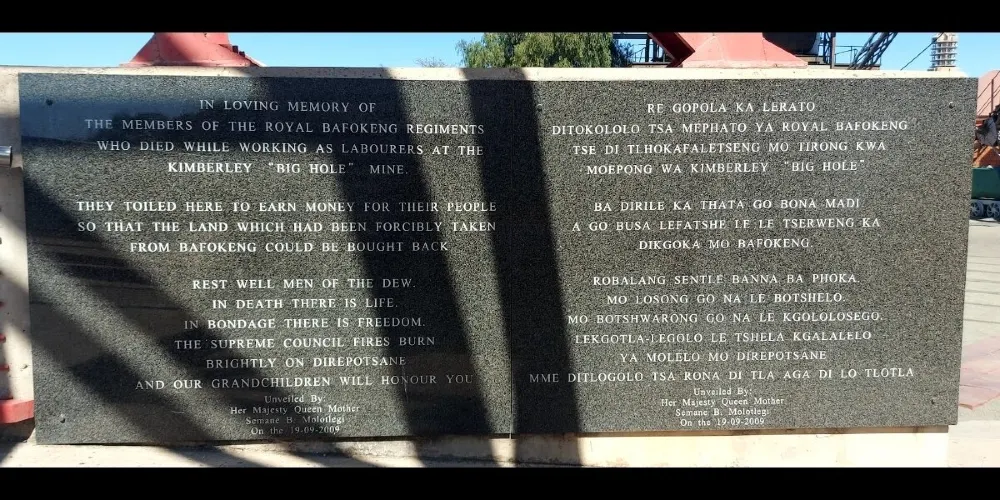 IN LOVING MEMORY OF
THE MEMBERS OF THE ROYAL BAFOKENG REGIMENTS
WHO DIED WHILE WORKING AS LABOURERS AT THE
KIMBERLEY "BIG HOLE" MINE.
THEY TOILED HERE TO EARN MONEY FOR THEIR PEOPLE
SO THAT THE LAND WHICH HAD BEEN FORCIBLY TAKEN
FROM BAFOKENG COULD BE BOUGHT BACK
REST WELL MEN OF THE DEW.
IN DEATH THERE IS LIFE.
IN BONDAGE THERE IS FREEDOM.
THE SUPREME COUNCIL FIRES BURN
BRIGHTLY ON DIREPOTSANE
AND OUR GRANDCHILDREN WILL HONOUR YOU
Unveiled By:
Her Majesty Queen Mother
Semane B. Molotlegi
On the 19-09-2009
RE GOPOLA KA LERATO
DITOKOLOLO TSA MEPHATO YA ROYAL BAFOKENG
TSE DI TLHOKAFALETSENG MO TIRONG KWA
MOEPONG WA KIMBERLEY "BIG HOLE"
BA DIRILE KA THATA GO BONA MADI
A GO BUSA LEFATSHE LE LE TSERWENG KA
DIKGOKA MO BAFOKENG.
ROBALANG SENTLE BANNA BA PHOKA.
MO LOSONG GO NA LE BOTSHELO.
MO BOTSHWARONG GO NA LE KGOLOLOSEGO.
LEKGOTLA-LEGOLO LE TSHELA KGALALELO
YA MOLELO MO DIREPOTSANE
MME DITLOGOLO TSA RONA DI TLA AGA DI LO TLOTLA
Unveiled By:
Her Majesty Queen Mother
Semane B. Molotlegi
On the 19-09-2009